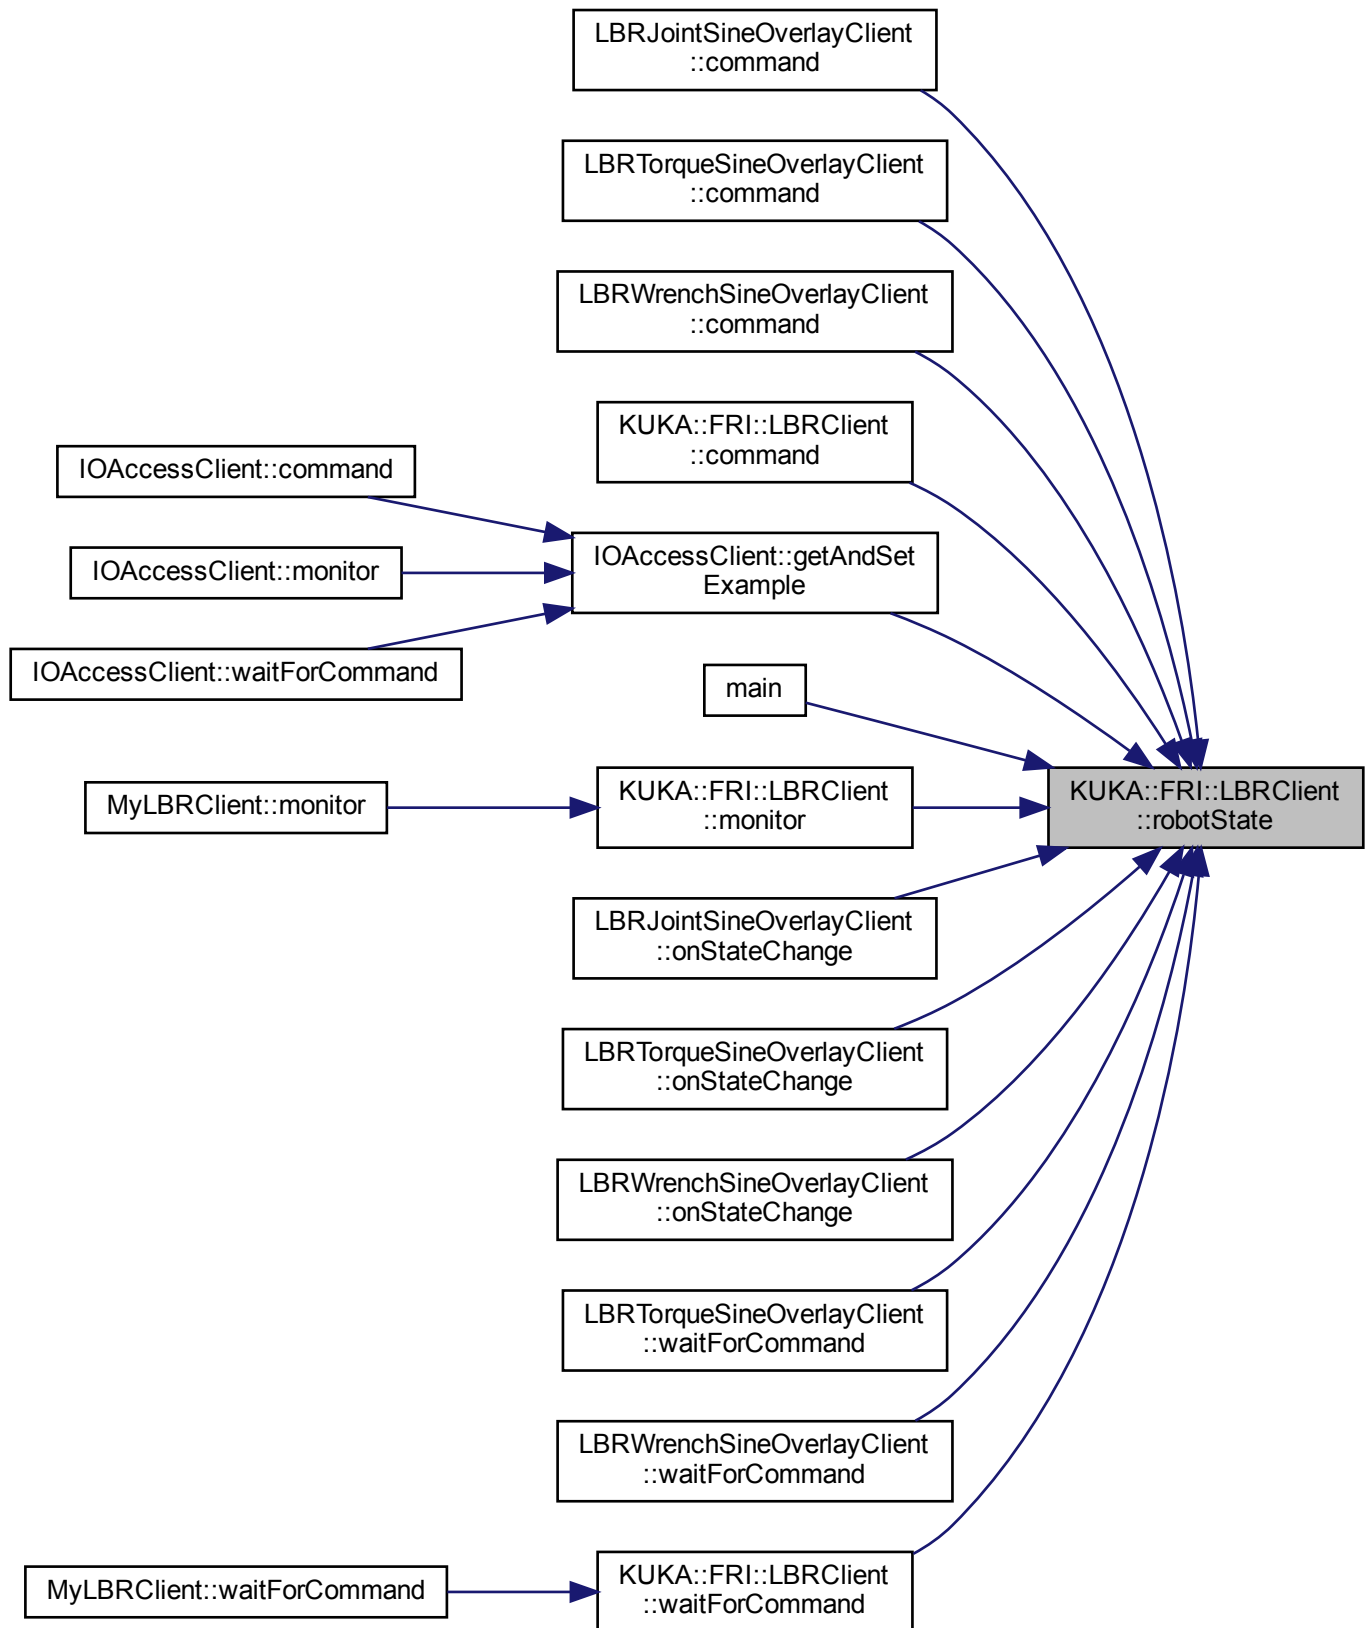 LBRJointSineOverlayClient
::command
LBRTorqueSineOverlayClient
::command
LBRWrenchSineOverlayClient
::command
KUKA::FRI::LBRClient
::command
IOAccessClient::command
IOAccessClient::getAndSet
Example
IOAccessClient::monitor
IOAccessClient::waitForCommand
main
KUKA::FRI::LBRClient
::robotState
MyLBRClient::monitor
KUKA::FRI::LBRClient
::monitor
LBRJointSineOverlayClient
::onStateChange
LBRTorqueSineOverlayClient
::onStateChange
LBRWrenchSineOverlayClient
::onStateChange
LBRTorqueSineOverlayClient
::waitForCommand
LBRWrenchSineOverlayClient
::waitForCommand
MyLBRClient::waitForCommand
KUKA::FRI::LBRClient
::waitForCommand